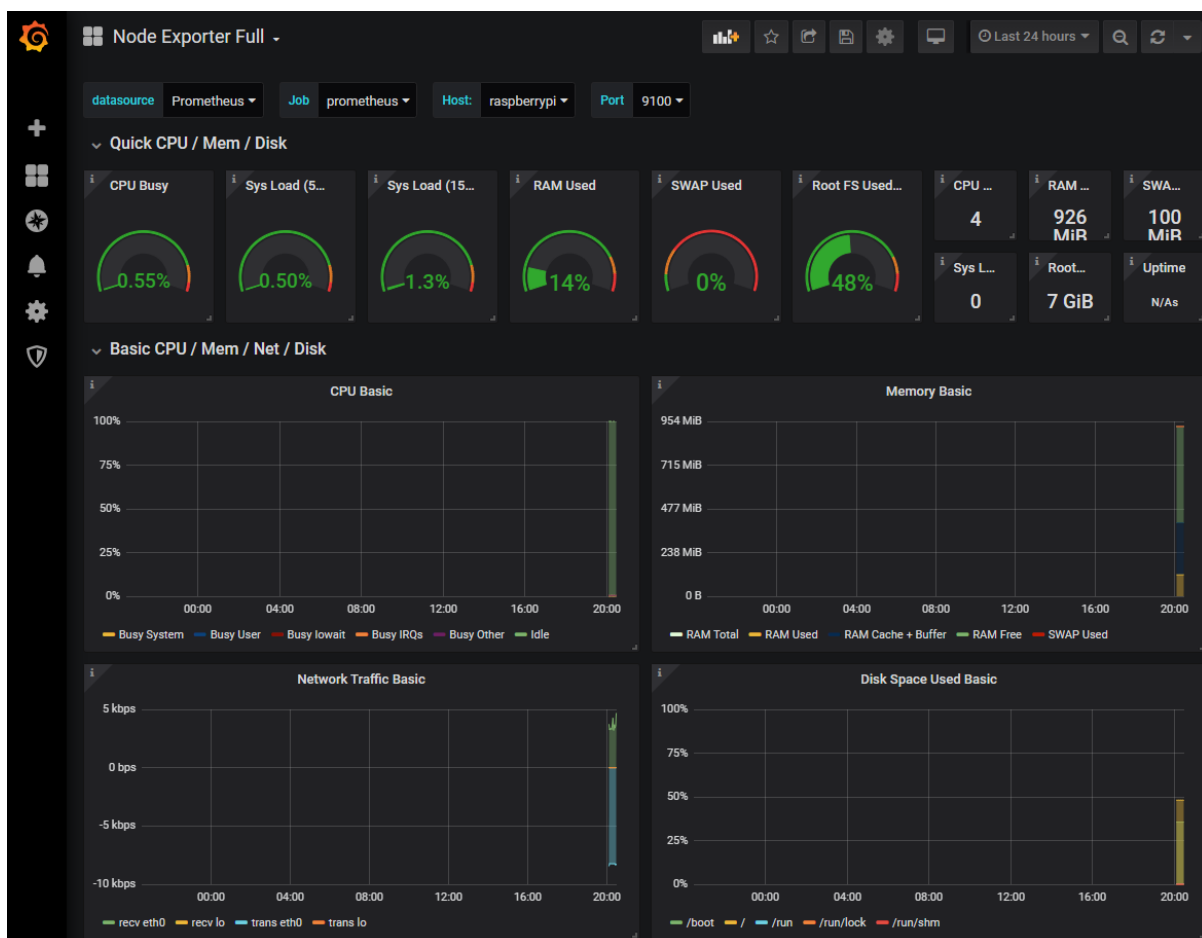 Node Exporter Full
Last 24 hours
datasource Prometheus Job prometheus Host: raspberrypi Port 9100
Quick CPU / Mem / Disk
CPU Busy
0.55%
Sys Load (5...
0.50%
Sys Load (15...
1.3%
RAM Used
14%
SWAP Used
0%
Root FS Used...
48%
CPU ...
4
RAM ...
926
MiB
SWA...
100
MiB
Sys L...
0
Root...
7 GiB
Uptime
N/As
Basic CPU / Mem / Net / Disk
CPU Basic
100%
75%
50%
25%
0%
00:00 04:00 08:00 12:00 16:00 20:00
Busy System Busy User Busy Iowait Busy IRQs Busy Other Idle
Memory Basic
954 MiB
715 MiB
477 MiB
238 MiB
0 B
00:00 04:00 08:00 12:00 16:00 20:00
RAM Total RAM Used RAM Cache + Buffer RAM Free SWAP Used
Network Traffic Basic
5 kbps
0 bps
-5 kbps
-10 kbps
00:00 04:00 08:00 12:00 16:00 20:00
recv eth0 recv lo trans eth0 trans lo
Disk Space Used Basic
100%
75%
50%
25%
0%
00:00 04:00 08:00 12:00 16:00 20:00
/boot / /run /run/lock /run/shm